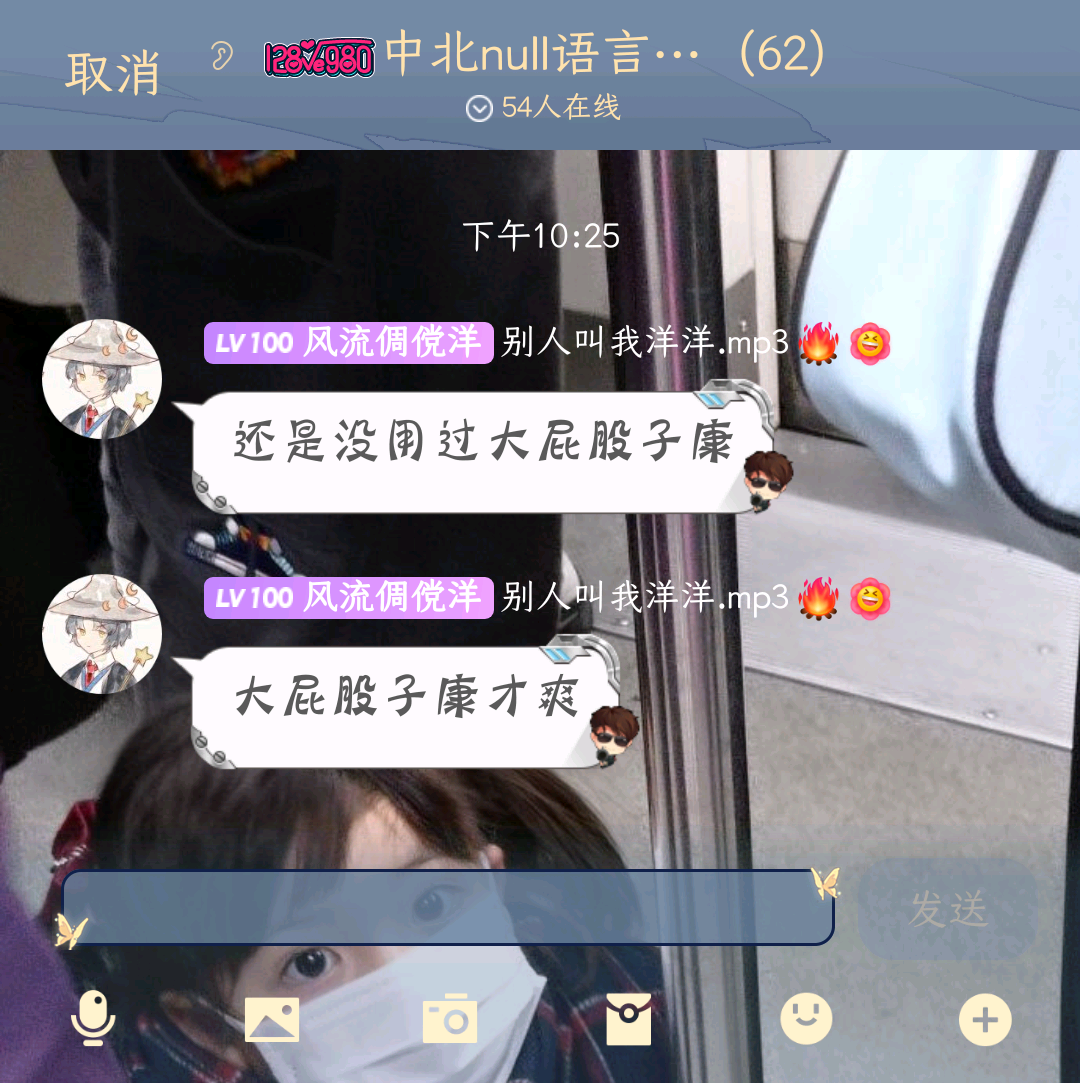 取消
128√e980 中北null语言… (62)
54人在线
下午10:25
LV100 风流倜傥洋 别人叫我洋洋.mp3
还是没用过大屁股子康
LV100 风流倜傥洋 别人叫我洋洋.mp3
大屁股子康才爽
发送